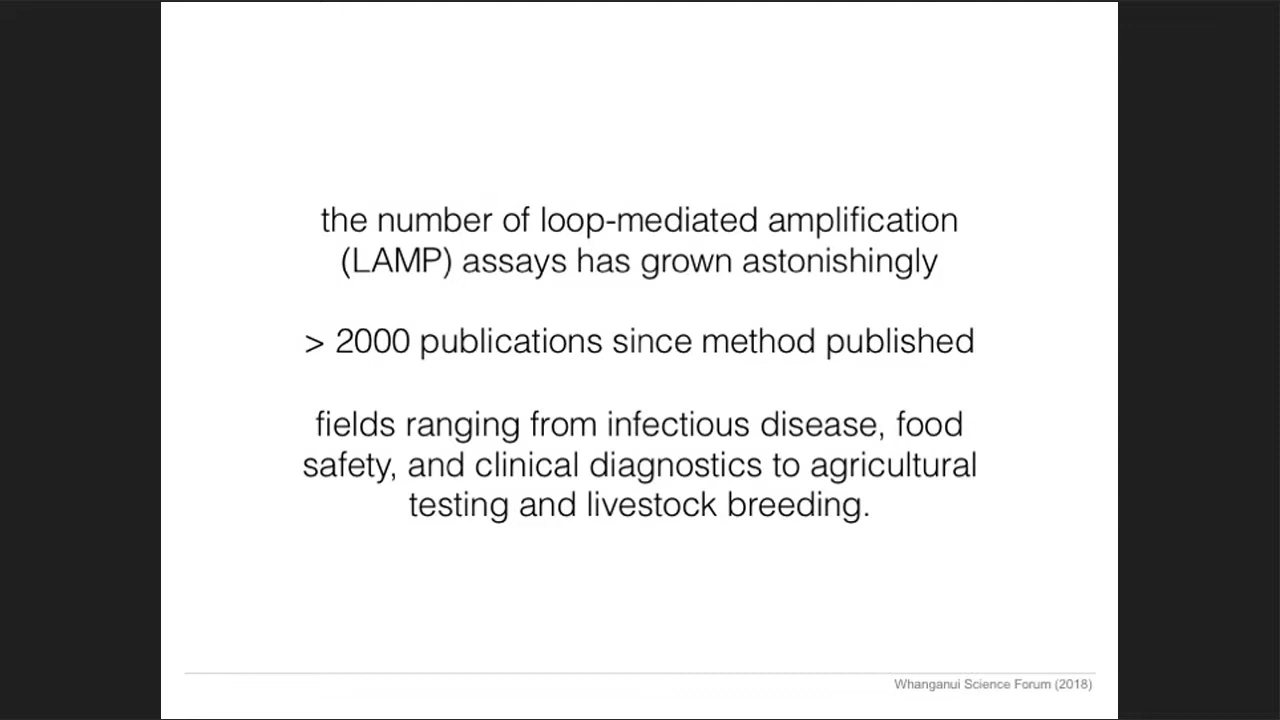 the number of loop-mediated amplification
(LAMP) assays has grown astonishingly
> 2000 publications since method published
fields ranging from infectious disease, food
safety, and clinical diagnostics to agricultural
testing and livestock breeding.
Whanganui Science Forum (2018)